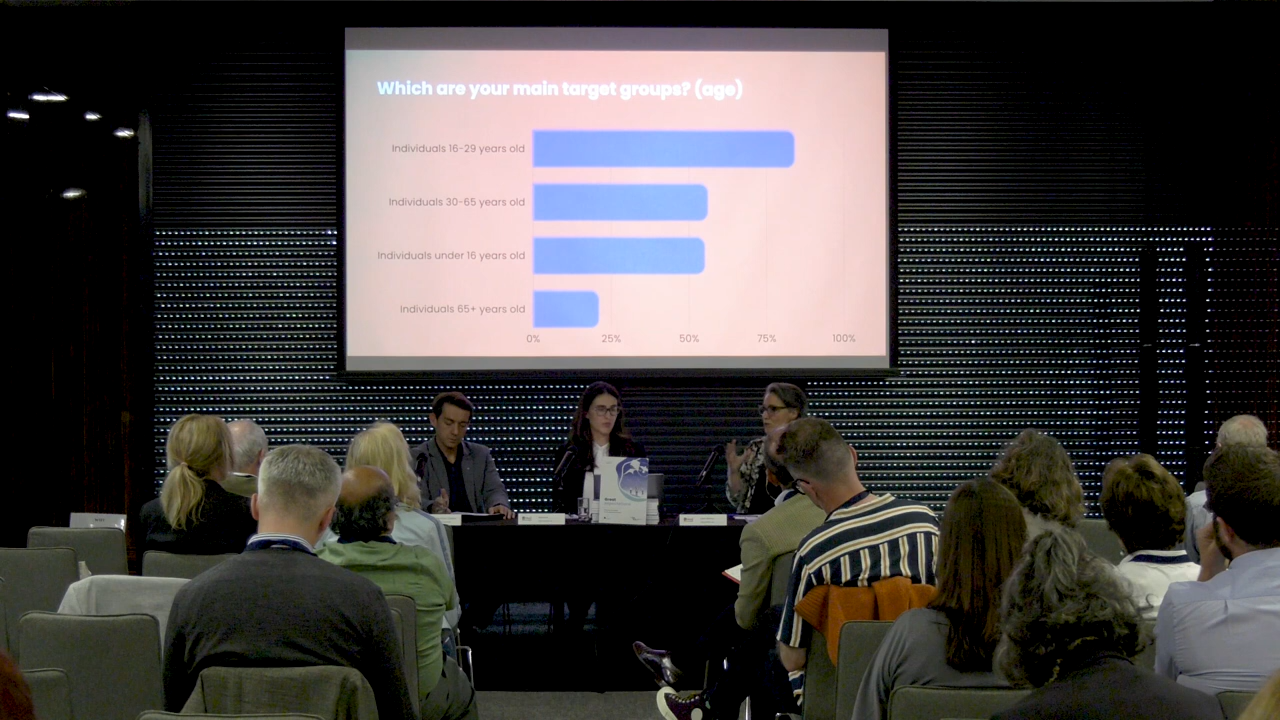 Which are your main target groups? (age)
Individuals 16-29 years old
Individuals 30-65 years old
Individuals under 16 years old
Individuals 65+ years old
0% 25% 50% 75% 100%